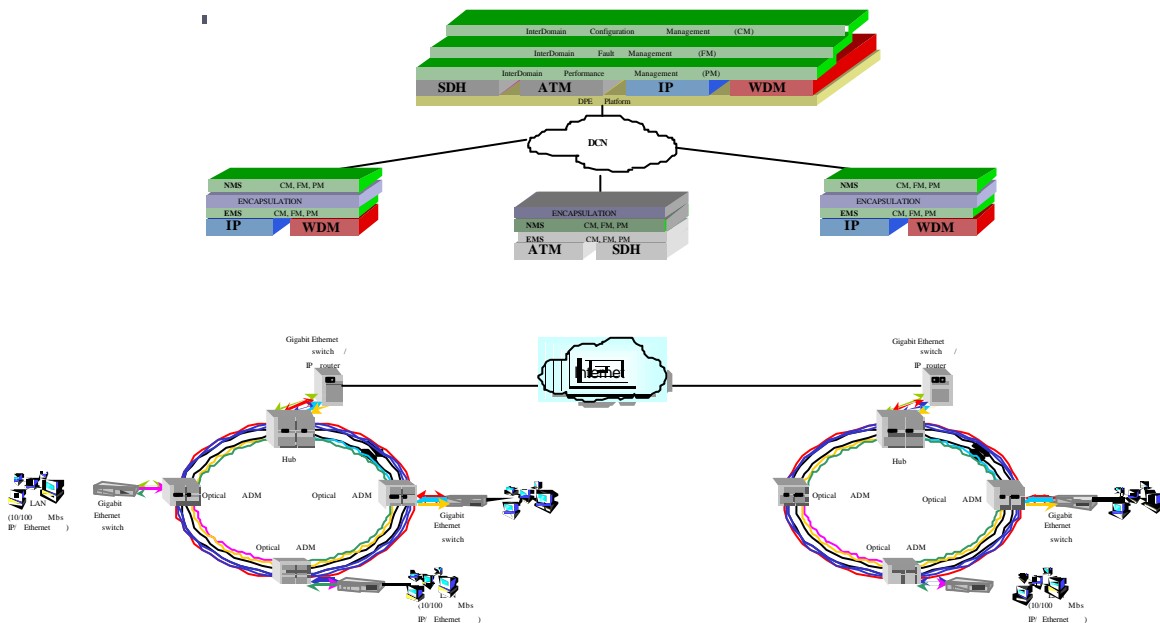 InterDomain Configuration Management (CM)
InterDomain Fault Management (FM)
InterDomain Performance Management (PM)
SDH ATM IP WDM
DPE Platform
DCN
NMS CM, FM, PM
ENCAPSULATION
EMS CM, FM, PM
IP WDM
ENCAPSULATION
NMS CM, FM, PM
EMS CM, FM, PM
ATM SDH
NMS CM, FM, PM
ENCAPSULATION
EMS CM, FM, PM
IP WDM
Gigabit Ethernet
switch /
IP router
Internet
Gigabit Ethernet
switch /
IP router
Hub
Hub
LAN
(10/100 Mbs
IP/ Ethernet )
Gigabit
Ethernet
switch
Optical ADM
Optical ADM
Gigabit
Ethernet
switch
Optical ADM
(10/100 Mbs
IP/ Ethernet )
Optical ADM
Optical ADM
Gigabit
Ethernet
switch
Optical ADM
(10/100 Mbs
IP/ Ethernet )